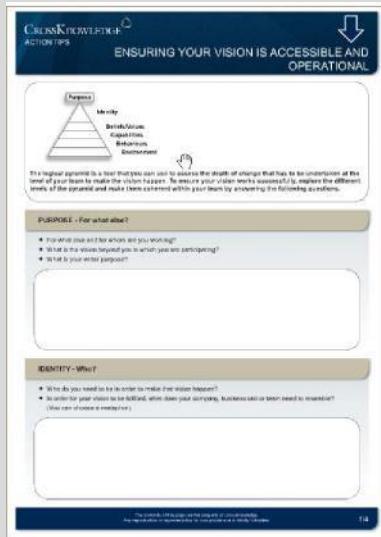 CROSSKNOWLEDGE
ACTION TIPS
ENSURING YOUR VISION IS ACCESSIBLE AND
OPERATIONAL
Purpose
Identity
Beliefs/Values
Capabilities
Behaviours
Environment
The logical pyramid is a tool that you can use to assess the depth of change that has to be undertaken at the
level of your team to make the vision happen. To ensure your vision works successfully, explore the different
levels of the pyramid and make them coherent within your team by answering the following questions.
PURPOSE - For what else?
For what else and for whom are you working?
What is the vision beyond you in which you are participating?
What is your purpose?
IDENTITY - Who?
Who do you need to be in order to make that vision happen?
In order for your vision to be fulfilled, what does your company, business unit or team need to resemble?
(You can choose a metaphor)
1/4